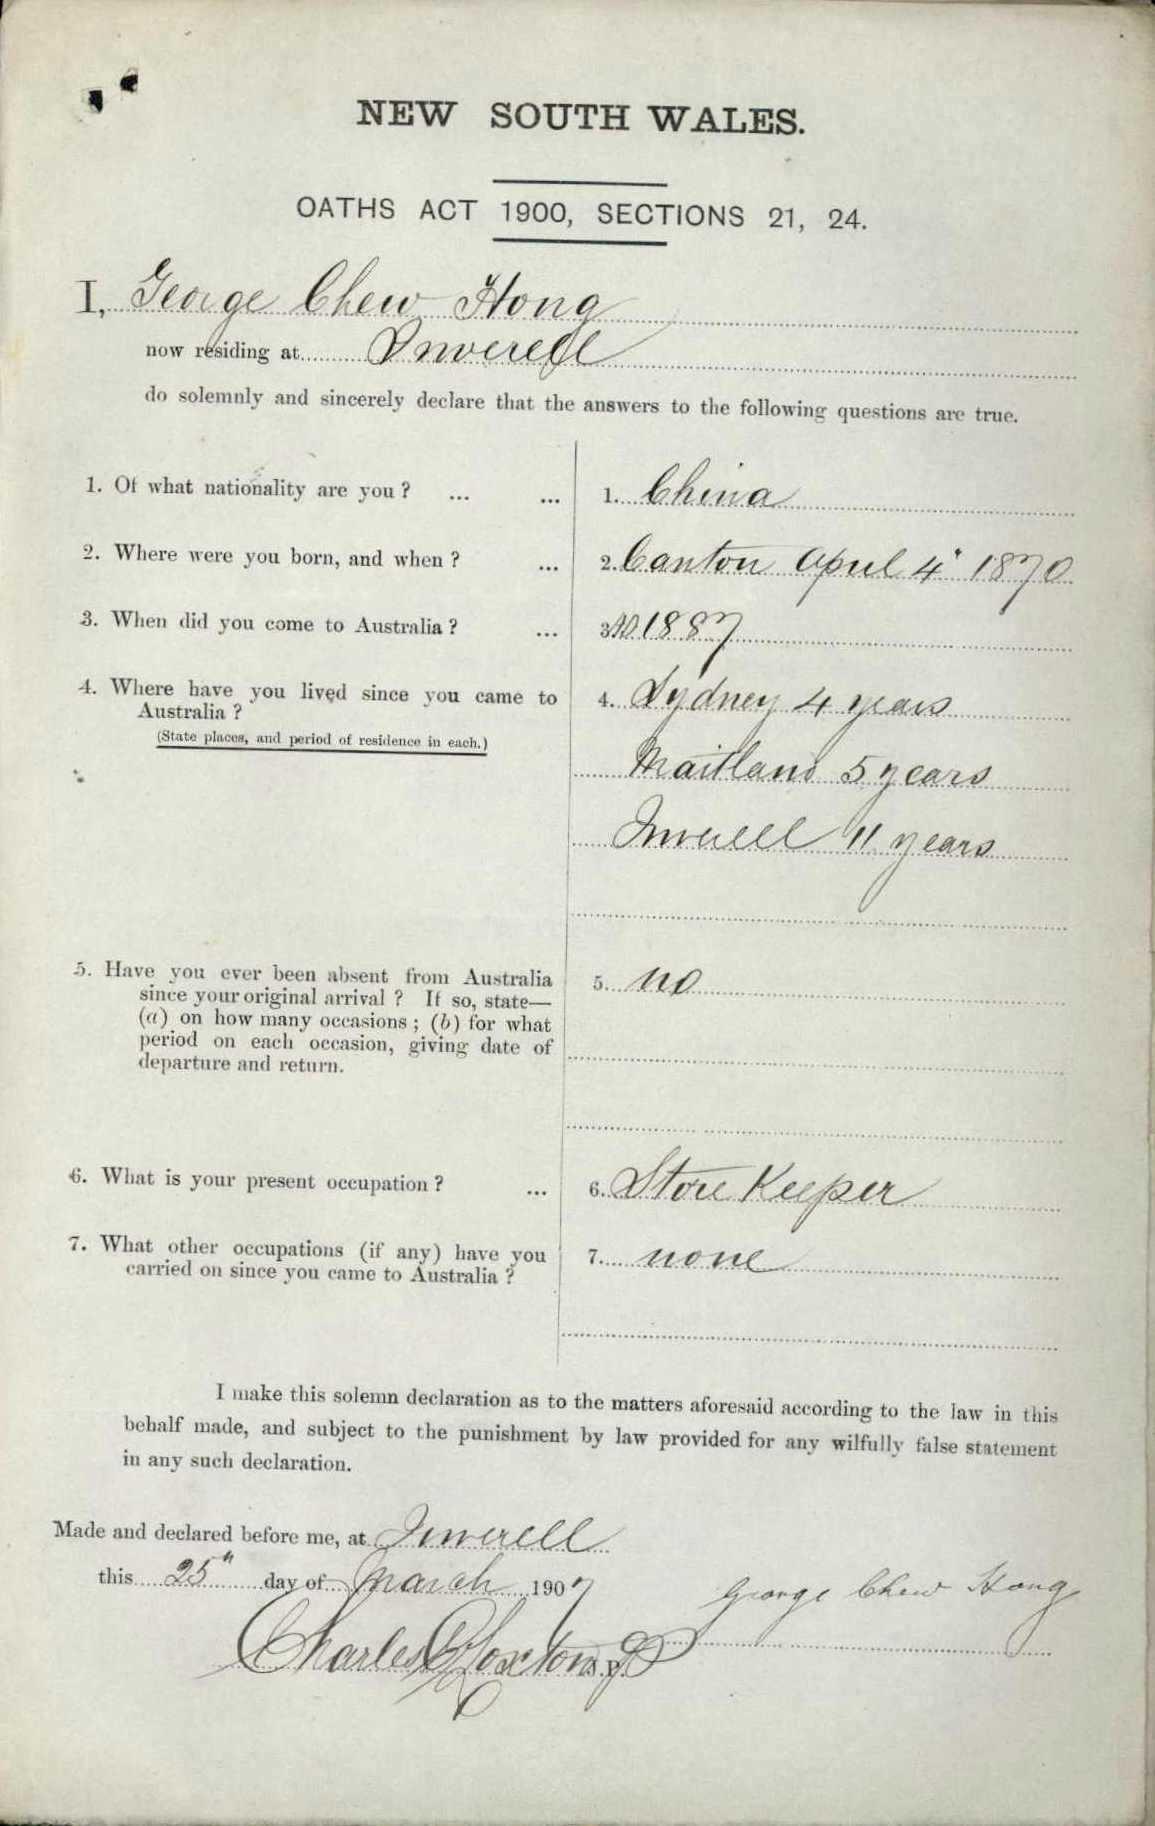 NEW SOUTH WALES.
OATHS ACT 1900, SECTIONS 21, 24.
I, George Chew Hong
now residing at Inverell
do solemnly and sincerely declare that the answers to the following questions are true.
1. Of what nationality are you ? ... ... 1. China
2. Where were you born, and when ? ... 2. Canton April 4" 1870
3. When did you come to Australia ? ... 3. AD 1887
4. Where have you lived since you came to 4. Sydney 4 years
Australia ?
(State places, and period of residence in each.)
Maitland 5 years
Inverell 11 years
5. Have you ever been absent from Australia 5. no
since your original arrival ? If so, state—
(a) on how many occasions ; (b) for what
period on each occasion, giving date of
departure and return.
6. What is your present occupation ? ... 6. Store Keeper
7. What other occupations (if any) have you 7. none
carried on since you came to Australia ?
I make this solemn declaration as to the matters aforesaid according to the law in this
behalf made, and subject to the punishment by law provided for any wilfully false statement
in any such declaration.
Made and declared before me, at Inverell
this 25" day of March 1907
George Chew Hong
Charles